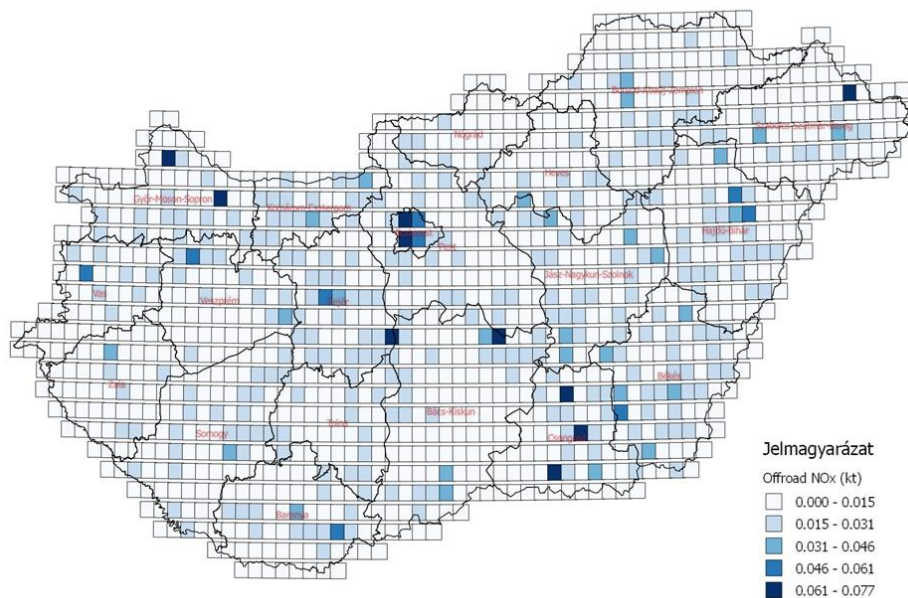 Borsod-Abaúj-Zemplén
Szabolcs-Szatmár-Bereg
Nógrád
Heves
Győr-Moson-Sopron
Komárom-Esztergom
Budapest
Pest
Hajdú-Bihar
Jász-Nagykun-Szolnok
Vas
Veszprém
Fejér
Zala
Békés
Bács-Kiskun
Tolna
Somogy
Csongrád
Baranya
Jelmagyarázat
Offroad NOx (kt)
0.000 - 0.015
0.015 - 0.031
0.031 - 0.046
0.046 - 0.061
0.061 - 0.077